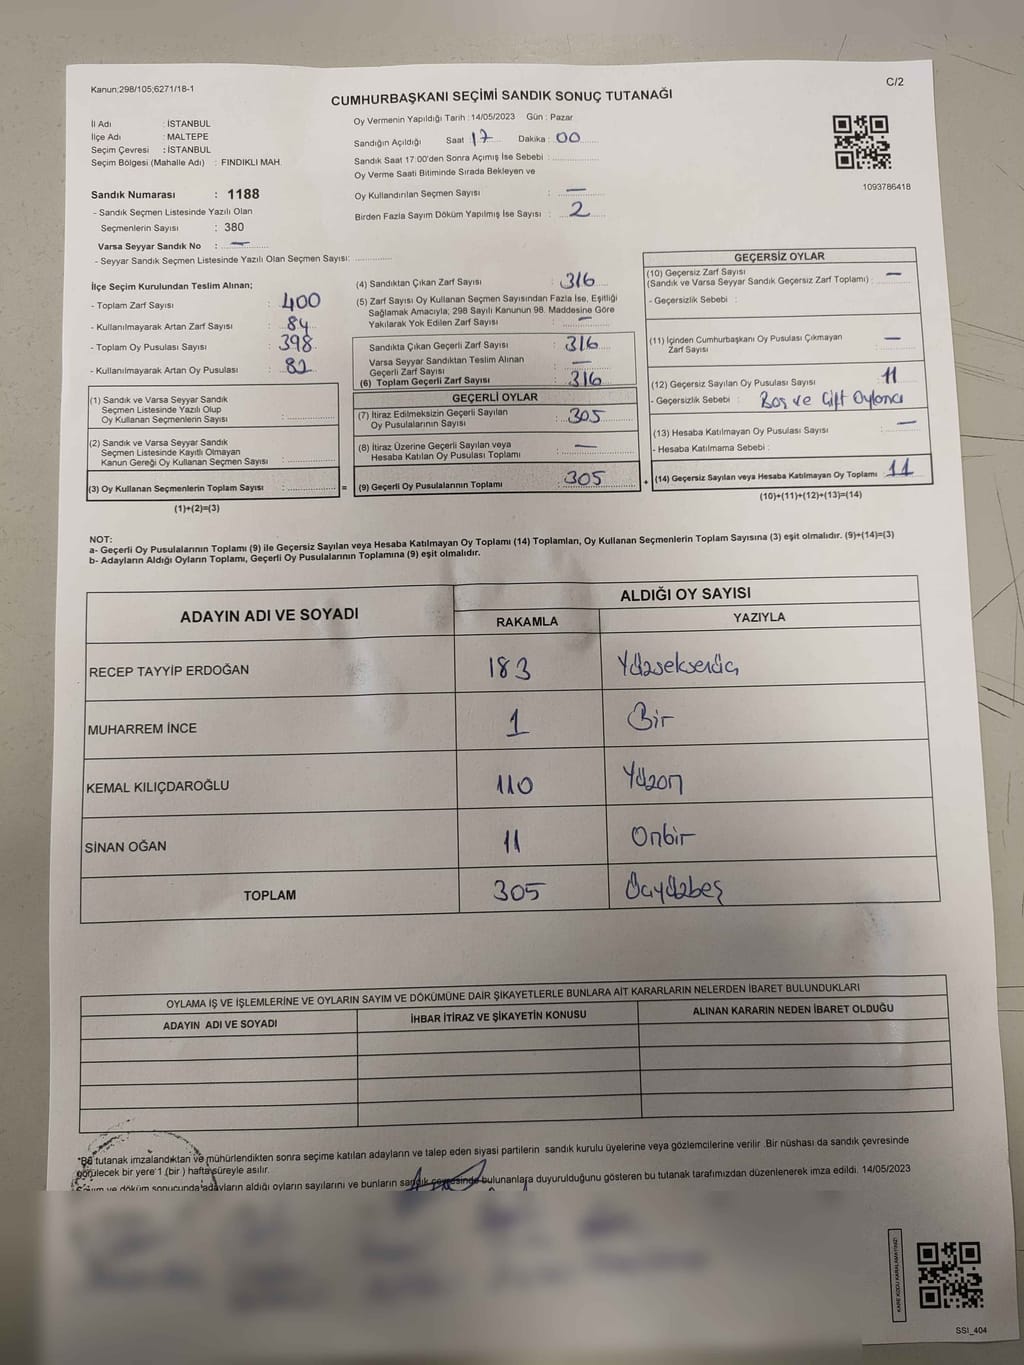 Kanun;298/105;6271/18-1
C/2
CUMHURBAŞKANI SEÇİMİ SANDIK SONUÇ TUTANAĞI
İl Adı : İSTANBUL
İlçe Adı : MALTEPE
Seçim Çevresi : İSTANBUL
Seçim Bölgesi (Mahalle Adı) : FINDIKLI MAH.
Oy Vermenin Yapıldığı Tarih : 14/05/2023 Gün : Pazar
Sandığın Açıldığı Saat 17 Dakika : 00
Sandık Saat 17:00'den Sonra Açımış İse Sebebi :
Oy Verme Saati Bitiminde Sırada Bekleyen ve
Oy Kullandırılan Seçmen Sayısı : —
Birden Fazla Sayım Döküm Yapılmış İse Sayısı : 2
1093786418
Sandık Numarası : 1188
- Sandık Seçmen Listesinde Yazılı Olan
Seçmenlerin Sayısı : 380
Varsa Seyyar Sandık No : —
- Seyyar Sandık Seçmen Listesinde Yazılı Olan Seçmen Sayısı:
İlçe Seçim Kurulundan Teslim Alınan;
- Toplam Zarf Sayısı : 400
- Kullanılmayarak Artan Zarf Sayısı : 84
- Toplam Oy Pusulası Sayısı : 398
- Kullanılmayarak Artan Oy Pusulası : 82
(1) Sandık ve Varsa Seyyar Sandık
Seçmen Listesinde Yazılı Olup
Oy Kullanan Seçmenlerin Sayısı :
(2) Sandık ve Varsa Seyyar Sandık
Seçmen Listesinde Kayıtlı Olmayan
Kanun Gereği Oy Kullanan Seçmen Sayısı :
(3) Oy Kullanan Seçmenlerin Toplam Sayısı : =
(1)+(2)=(3)
(4) Sandıktan Çıkan Zarf Sayısı : 316
(5) Zarf Sayısı Oy Kullanan Seçmen Sayısından Fazla İse, Eşitliği
Sağlamak Amacıyla; 298 Sayılı Kanunun 98. Maddesine Göre
Yakılarak Yok Edilen Zarf Sayısı : —
Sandıkta Çıkan Geçerli Zarf Sayısı : 316
Varsa Seyyar Sandıktan Teslim Alınan
Geçerli Zarf Sayısı : —
(6) Toplam Geçerli Zarf Sayısı : 316
GEÇERLİ OYLAR
(7) İtiraz Edilmeksizin Geçerli Sayılan
Oy Pusulalarının Sayısı : 305
(8) İtiraz Üzerine Geçerli Sayılan veya
Hesaba Katılan Oy Pusulası Toplamı : —
(9) Geçerli Oy Pusulalarının Toplamı : 305 +
GEÇERSİZ OYLAR
(10) Geçersiz Zarf Sayısı
(Sandık ve Varsa Seyyar Sandık Geçersiz Zarf Toplamı) : —
- Geçersizlik Sebebi :
(11) İçinden Cumhurbaşkanı Oy Pusulası Çıkmayan
Zarf Sayısı : —
(12) Geçersiz Sayılan Oy Pusulası Sayısı : 11
- Geçersizlik Sebebi : Boş ve Çift Oylama
(13) Hesaba Katılmayan Oy Pusulası Sayısı : —
- Hesaba Katılmama Sebebi :
(14) Geçersiz Sayılan veya Hesaba Katılmayan Oy Toplamı : 11
(10)+(11)+(12)+(13)=(14)
NOT:
a- Geçerli Oy Pusulalarının Toplamı (9) ile Geçersiz Sayılan veya Hesaba Katılmayan Oy Toplamı (14) Toplamları, Oy Kullanan Seçmenlerin Toplam Sayısına (3) eşit olmalıdır. (9)+(14)=(3)
b- Adayların Aldığı Oyların Toplamı, Geçerli Oy Pusulalarının Toplamına (9) eşit olmalıdır.
ADAYIN ADI VE SOYADI
ALDIĞI OY SAYISI
RAKAMLA YAZIYLA
RECEP TAYYİP ERDOĞAN 183 Yüzseksenüç
MUHARREM İNCE 1 Bir
KEMAL KILIÇDAROĞLU 110 Yüzon
SİNAN OĞAN 11 Onbir
TOPLAM 305 Üçyüzbeş
OYLAMA İŞ VE İŞLEMLERİNE VE OYLARIN SAYIM VE DÖKÜMÜNE DAİR ŞİKAYETLERLE BUNLARA AİT KARARLARIN NELERDEN İBARET BULUNDUKLARI
ADAYIN ADI VE SOYADI İHBAR İTİRAZ VE ŞİKAYETİN KONUSU ALINAN KARARIN NEDEN İBARET OLDUĞU
*Bu tutanak imzalandıktan ve mühürlendikten sonra seçime katılan adayların ve talep eden siyasi partilerin sandık kurulu üyelerine veya gözlemcilerine verilir .Bir nüshası da sandık çevresinde
görülecek bir yere 1 (bir ) hafta süreyle asılır.
Sayım ve döküm sonucunda adayların aldığı oyların sayılarını ve bunların sandık çevresinde bulunanlara duyurulduğunu gösteren bu tutanak tarafımızdan düzenlenerek imza edildi. 14/05/2023
KARE KODU KARALAMAYINIZ!
SSI_404